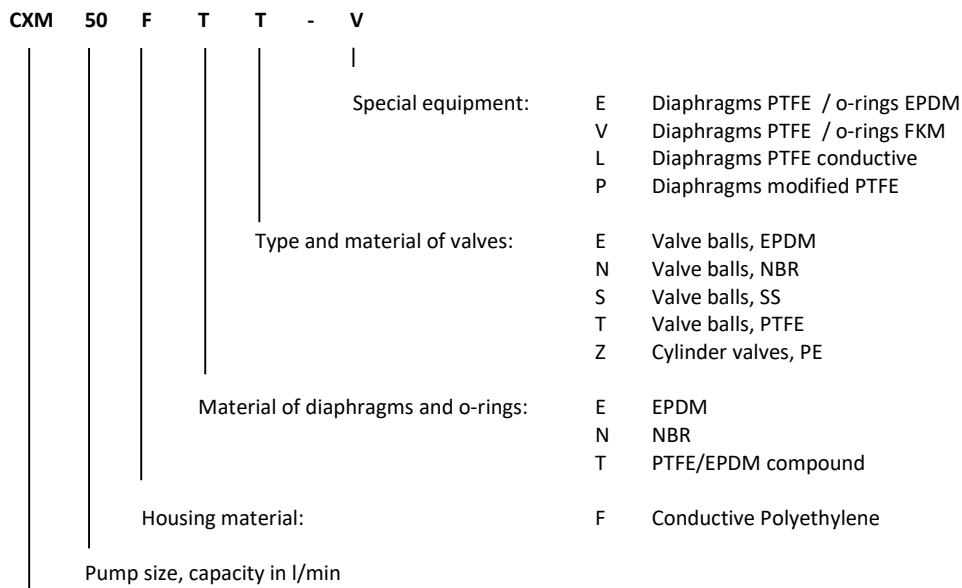 CXM 50 F T T - V
Special equipment: E Diaphragms PTFE / o-rings EPDM
V Diaphragms PTFE / o-rings FKM
L Diaphragms PTFE conductive
P Diaphragms modified PTFE
Type and material of valves: E Valve balls, EPDM
N Valve balls, NBR
S Valve balls, SS
T Valve balls, PTFE
Z Cylinder valves, PE
Material of diaphragms and o-rings: E EPDM
N NBR
T PTFE/EPDM compound
Housing material: F Conductive Polyethylene
Pump size, capacity in l/min